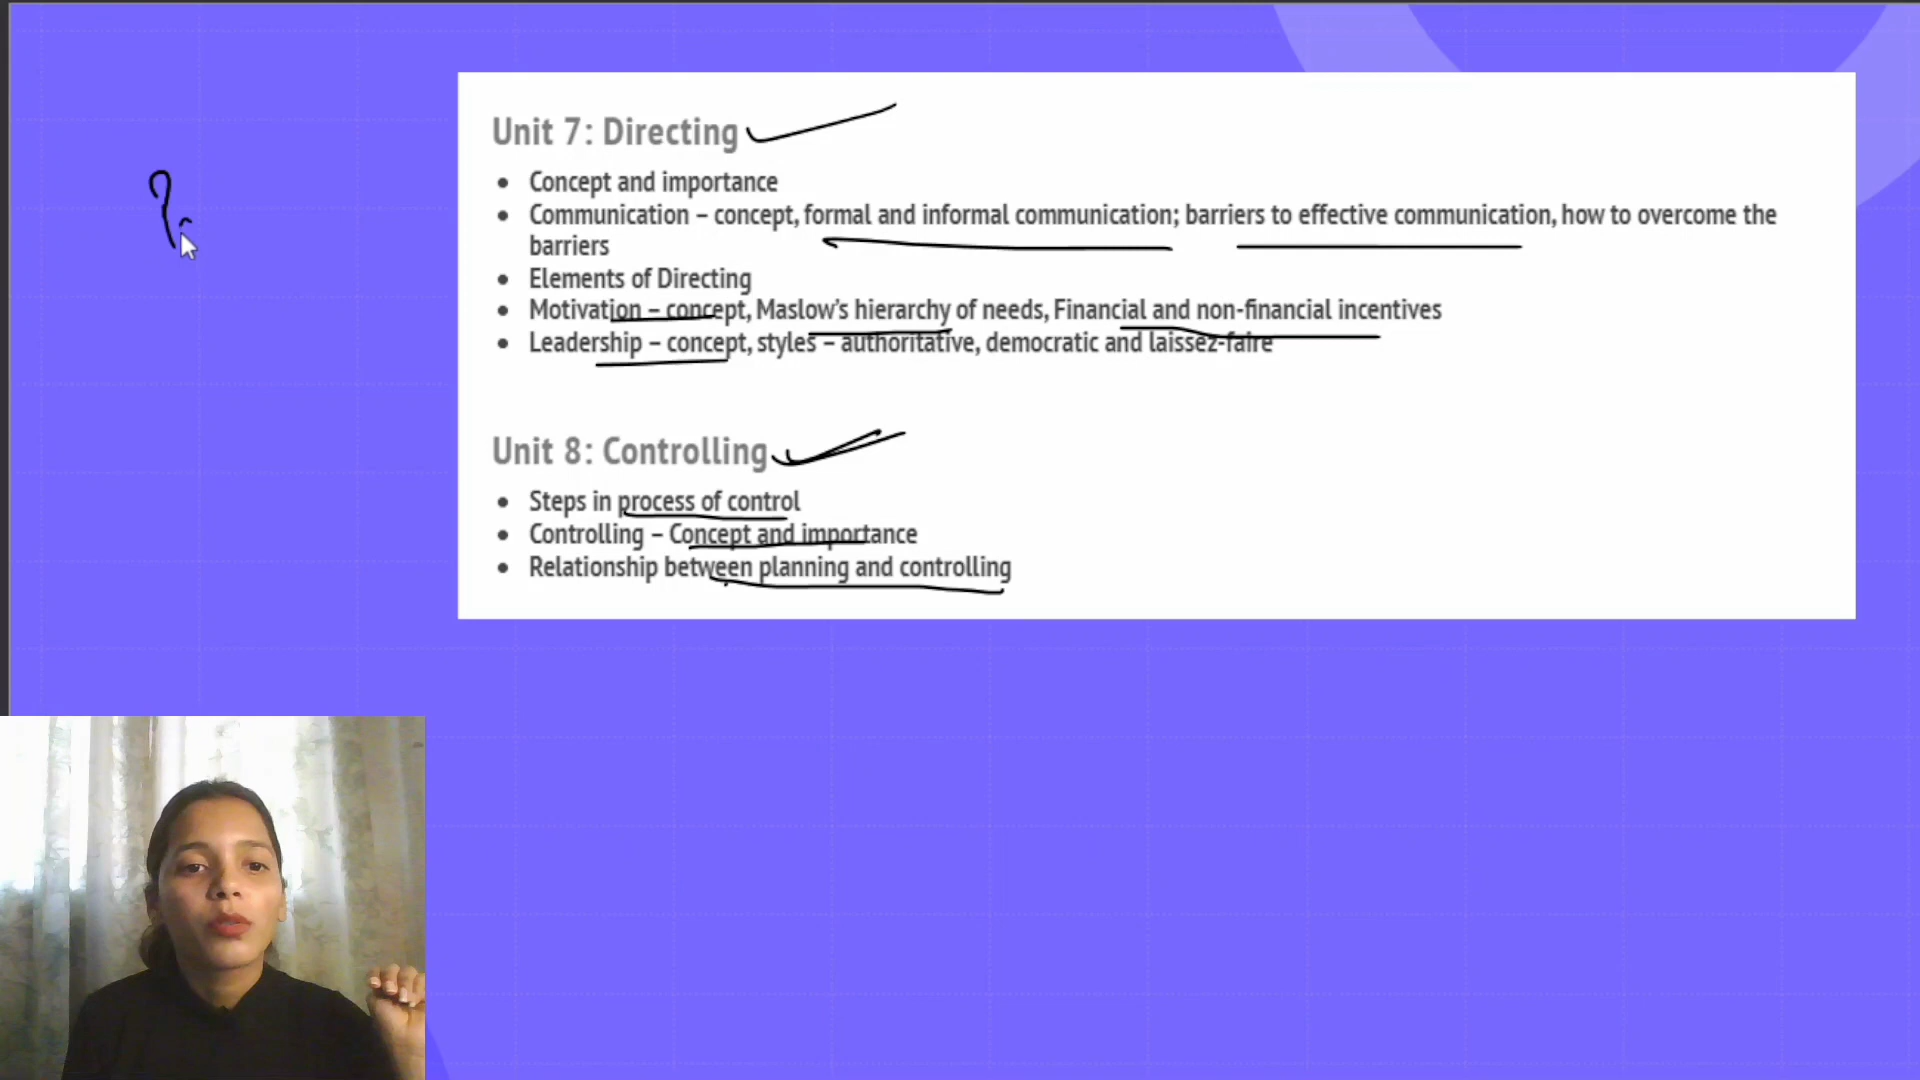 Unit 7: Directing
• Concept and importance
• Communication – concept, formal and informal communication; barriers to effective communication, how to overcome the
barriers
• Elements of Directing
• Motivation – concept, Maslow's hierarchy of needs, Financial and non-financial incentives
• Leadership – concept, styles – authoritative, democratic and laissez-faire
Unit 8: Controlling
• Steps in process of control
• Controlling – Concept and importance
• Relationship between planning and controlling